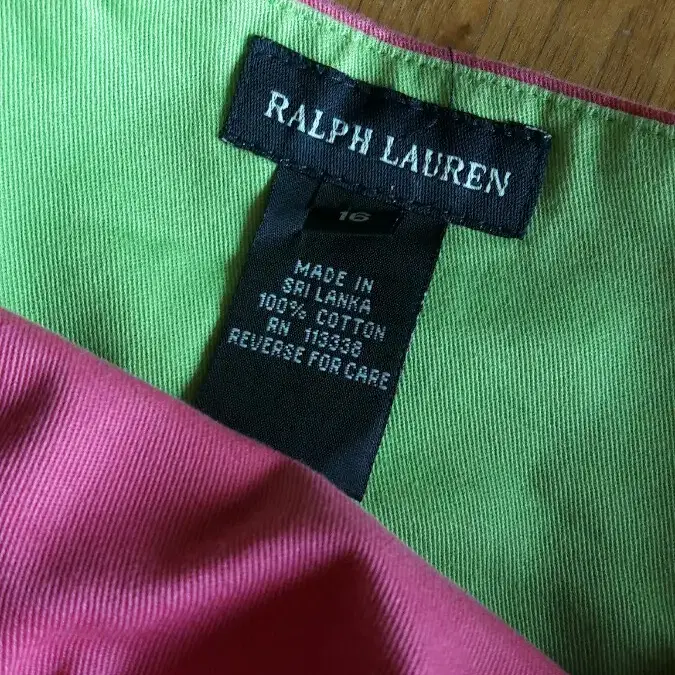 RALPH LAUREN
16
MADE IN
SRI LANKA
100% COTTON
RN 113338
REVERSE FOR CARE